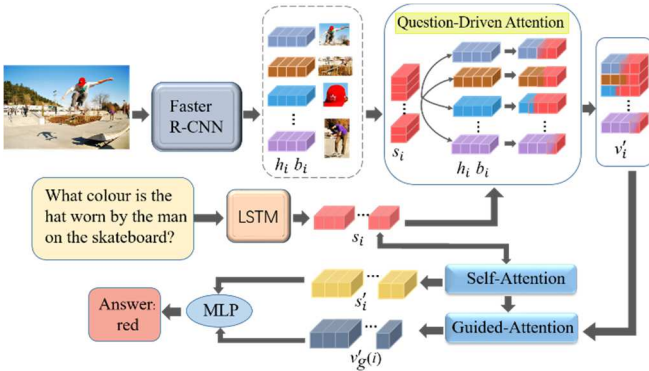 Question-Driven Attention
Faster
R-CNN
h_i b_i
s_i
h_i b_i
v'_i
What colour is the
hat worn by the man
on the skateboard?
LSTM
s_i
Self-Attention
s'_i
Answer:
red
MLP
Guided-Attention
v'_g(i)